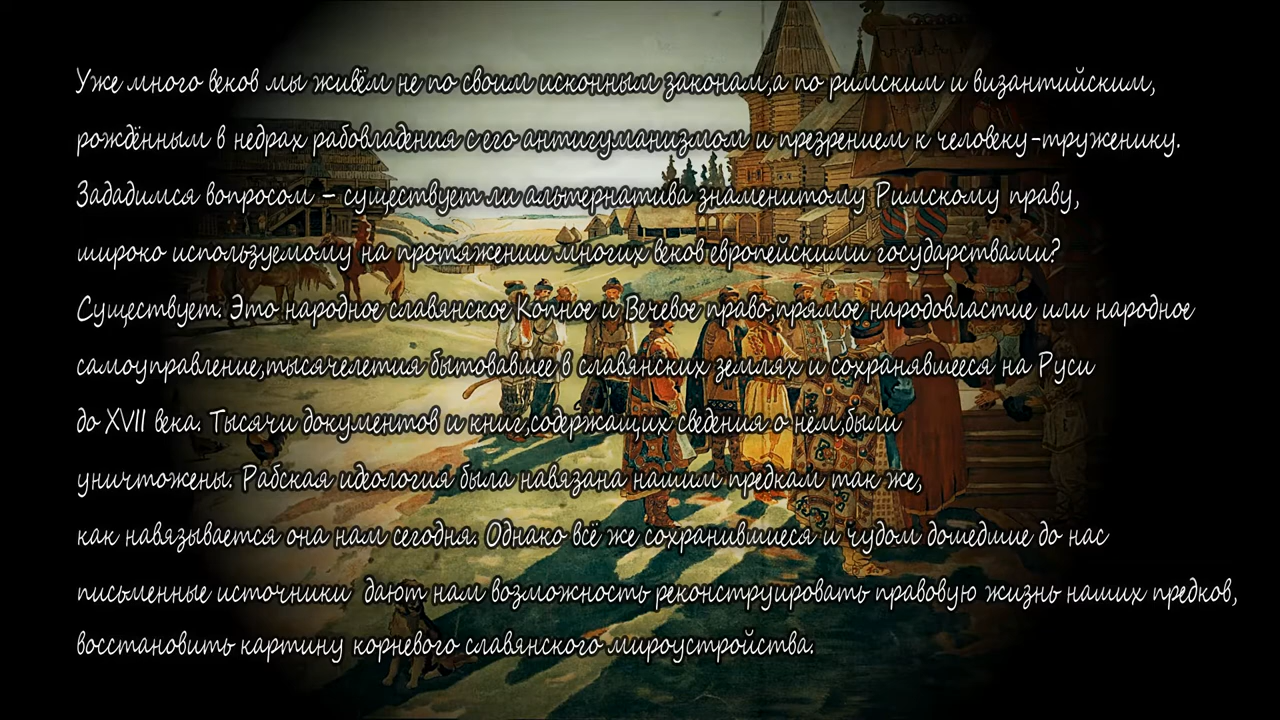 Уже много веков мы живём не по своим исконным законам,а по римским и византийским,
рождённым в недрах рабовладения с его антигуманизмом и презрением к человеку-труженику.
Зададимся вопросом – существует ли альтернатива знаменитому Римскому праву,
широко используемому на протяжении многих веков европейскими государствами?
Существует. Это народное славянское Копное и Вечевое право,прямое народовластие или народное
самоуправление,тысячелетия бытовавшее в славянских землях и сохранявшееся на Руси
до XVII века. Тысячи документов и книг,содержащих сведения о нём,были
уничтожены. Рабская идеология была навязана нашим предкам так же,
как навязывается она нам сегодня. Однако всё же сохранившиеся и чудом дошедшие до нас
письменные источники дают нам возможность реконструировать правовую жизнь наших предков,
восстановить картину корневого славянского мироустройства.